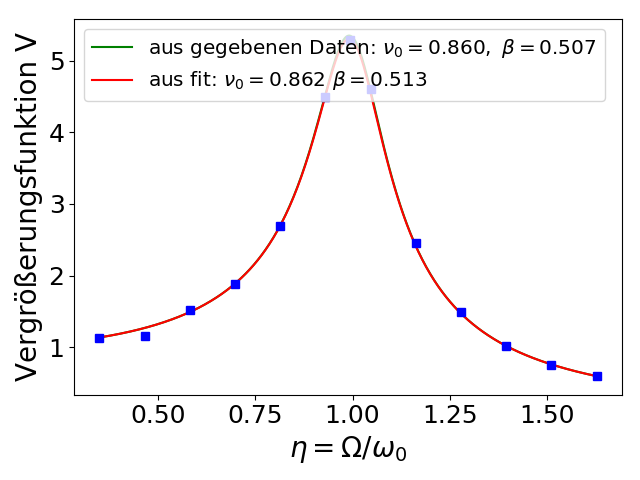 Vergrößerungsfunktion V
5
4
3
2
1
aus gegebenen Daten: ν₀ = 0.860, β = 0.507
aus fit: ν₀ = 0.862 β = 0.513
0.50 0.75 1.00 1.25 1.50
η = Ω/ω₀